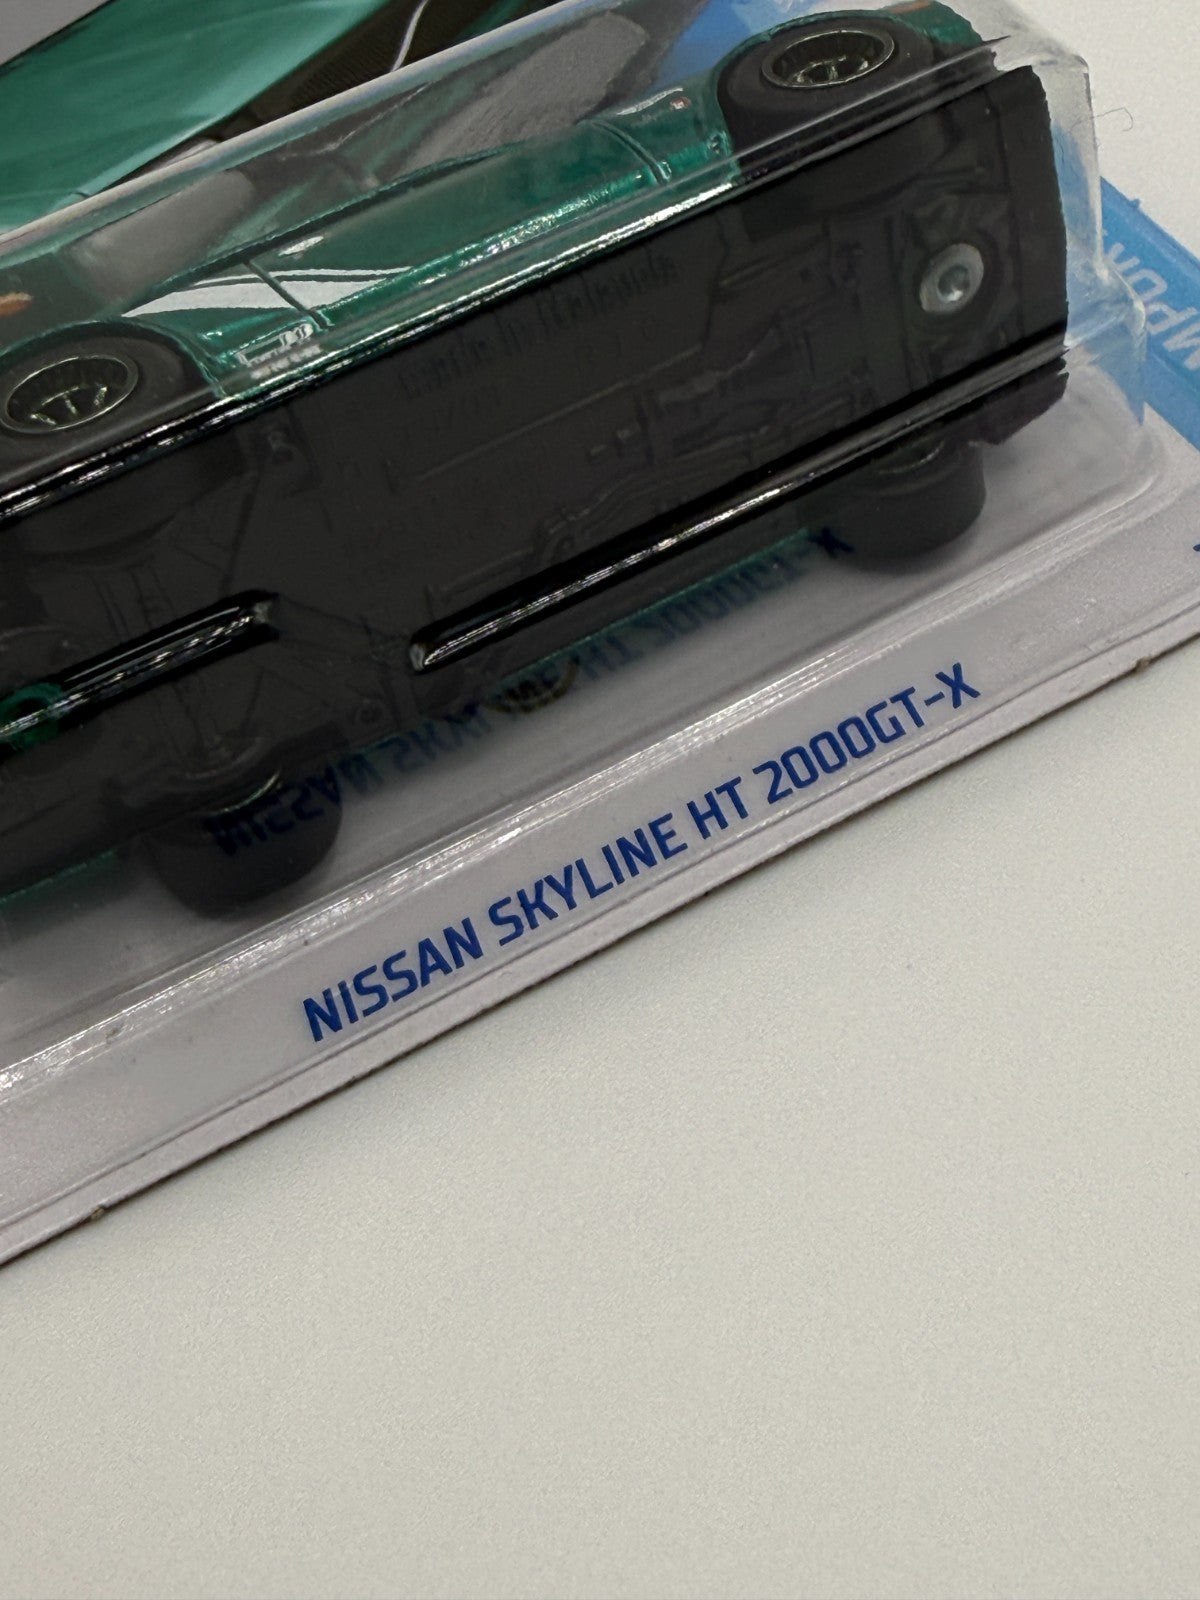 NISSAN SKYLINE HT 2000GT-X